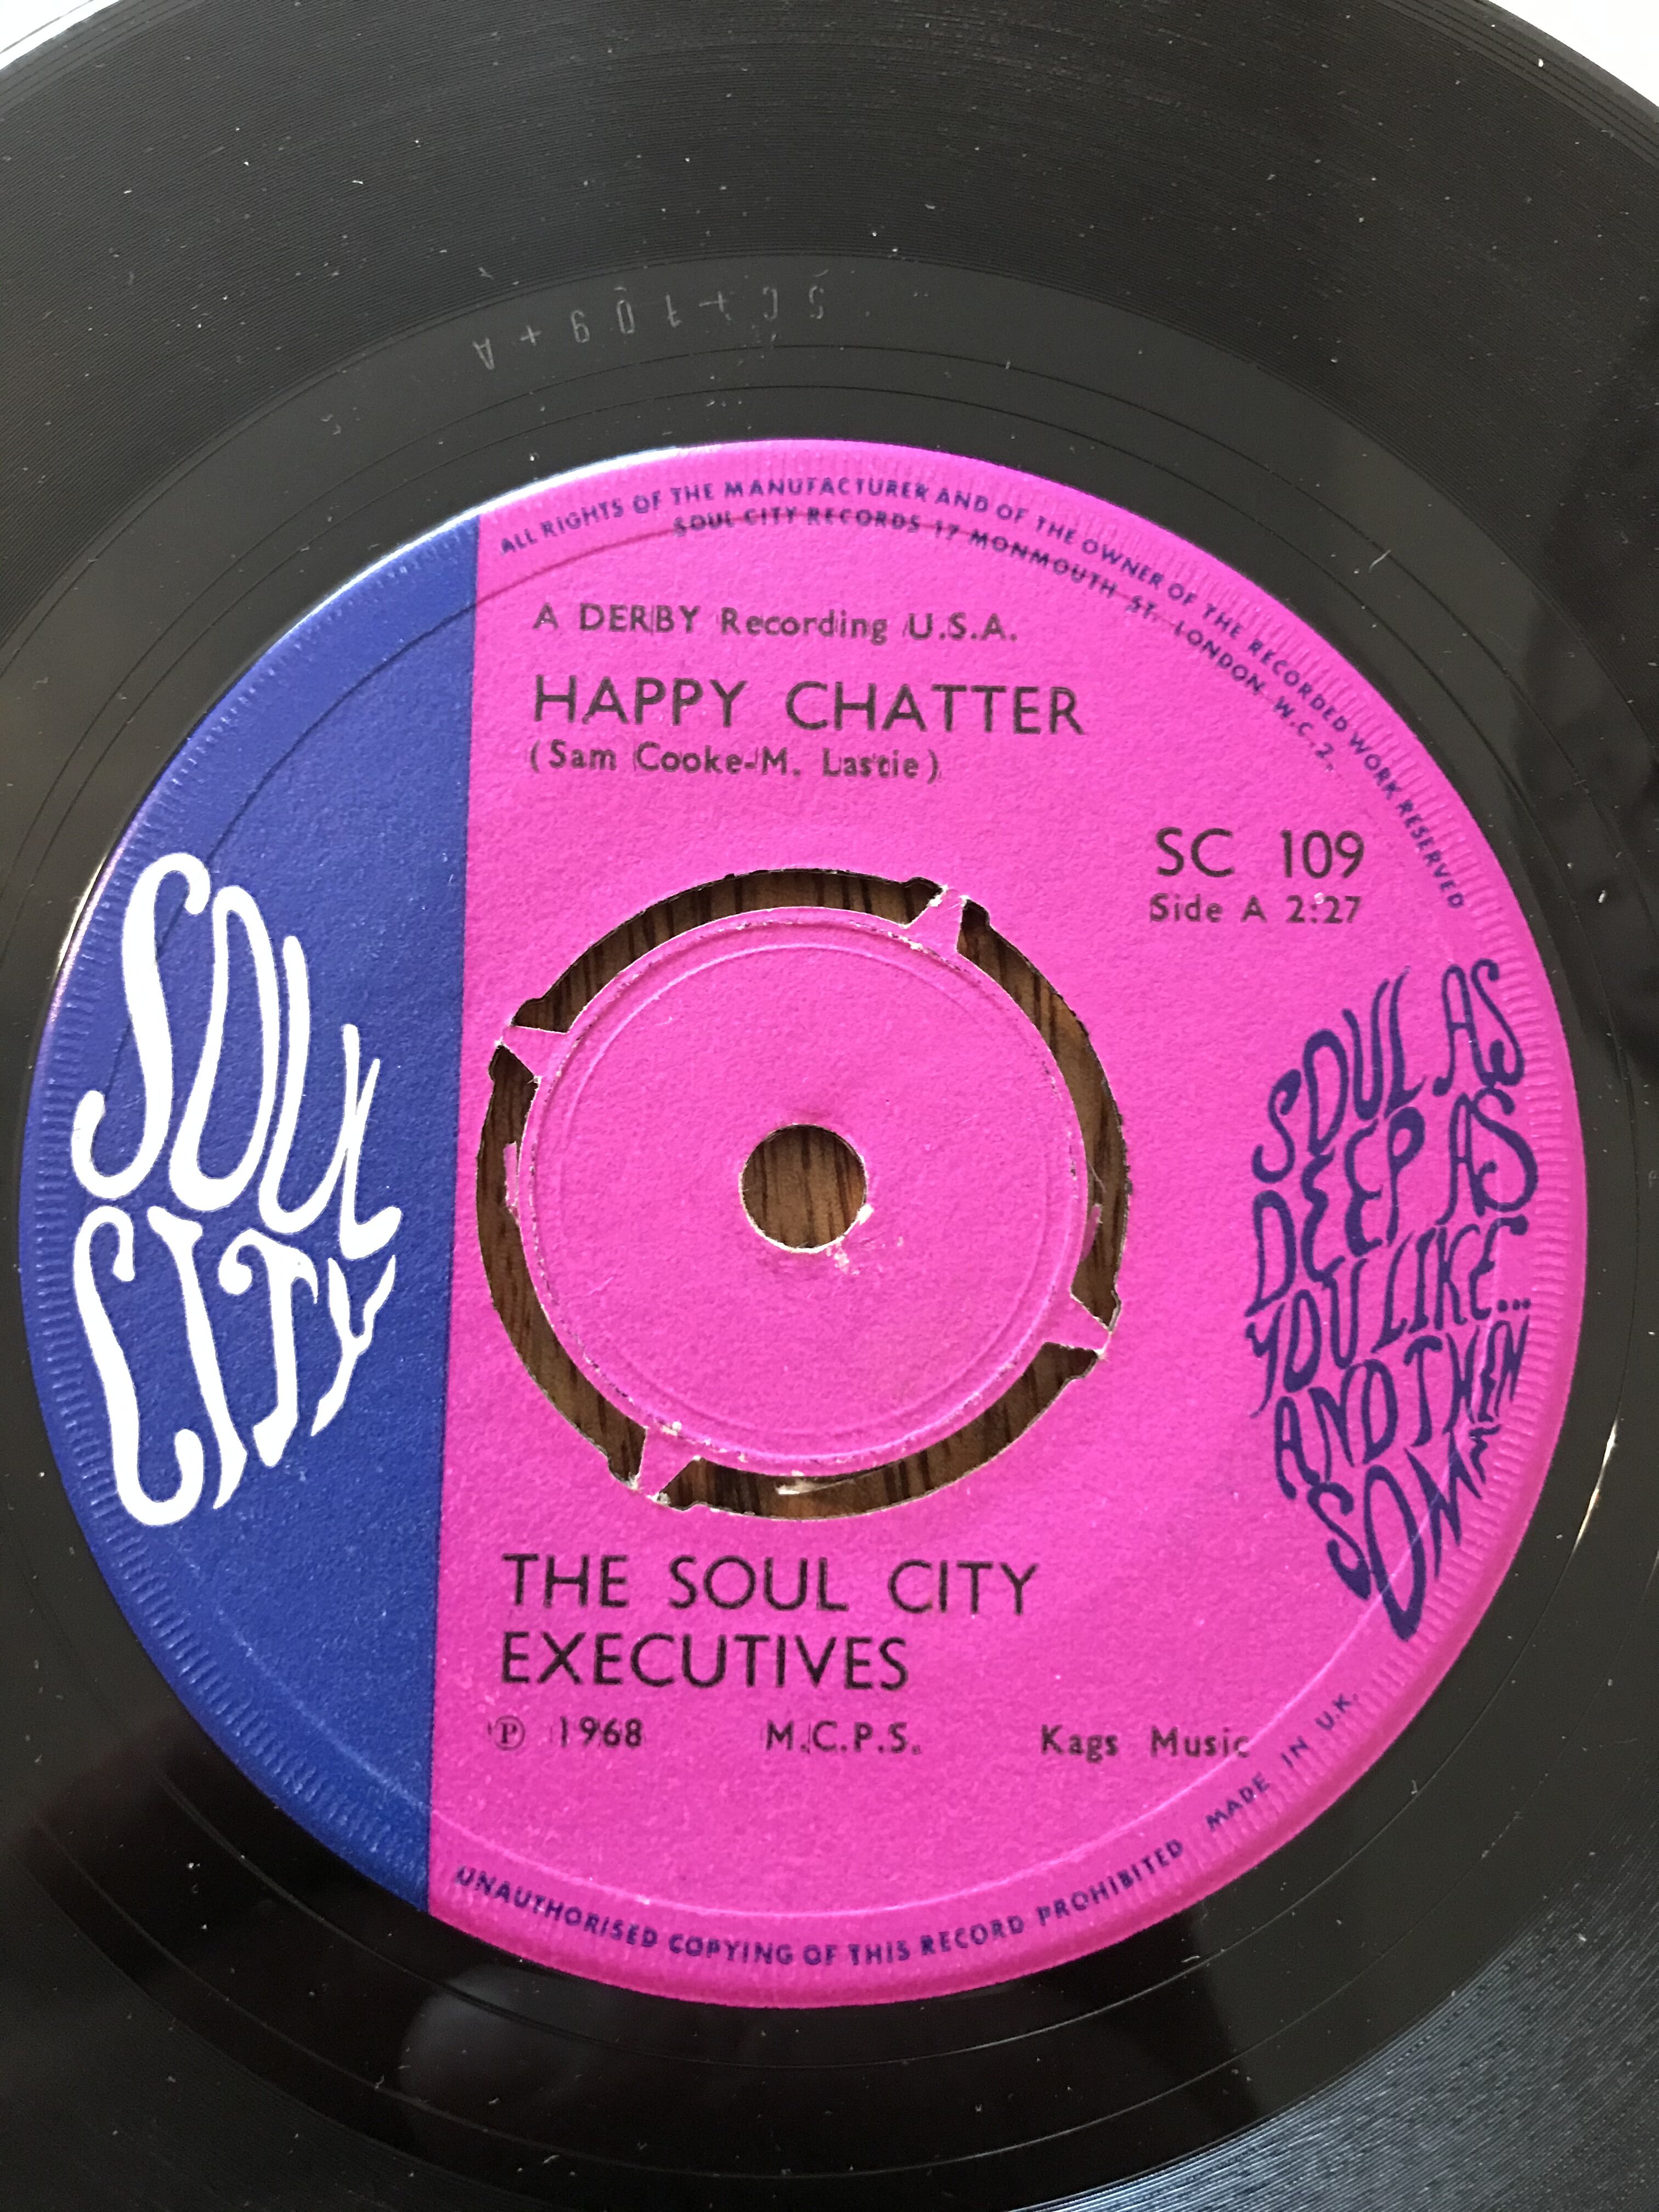 SC+109+A
ALL RIGHTS OF THE MANUFACTURER AND OF THE OWNER OF THE RECORDED WORK RESERVED
SOUL CITY RECORDS 17 MONMOUTH ST. LONDON W.C.2.
A DERBY Recording U.S.A.
HAPPY CHATTER
(Sam Cooke-M. Lastie)
SC 109
Side A 2:27
SOUL
CITY
SOUL AS
DEEP AS
YOU LIKE...
AND THEN
SOME
THE SOUL CITY
EXECUTIVES
℗ 1968 M.C.P.S. Kags Music
UNAUTHORISED COPYING OF THIS RECORD PROHIBITED MADE IN U.K.